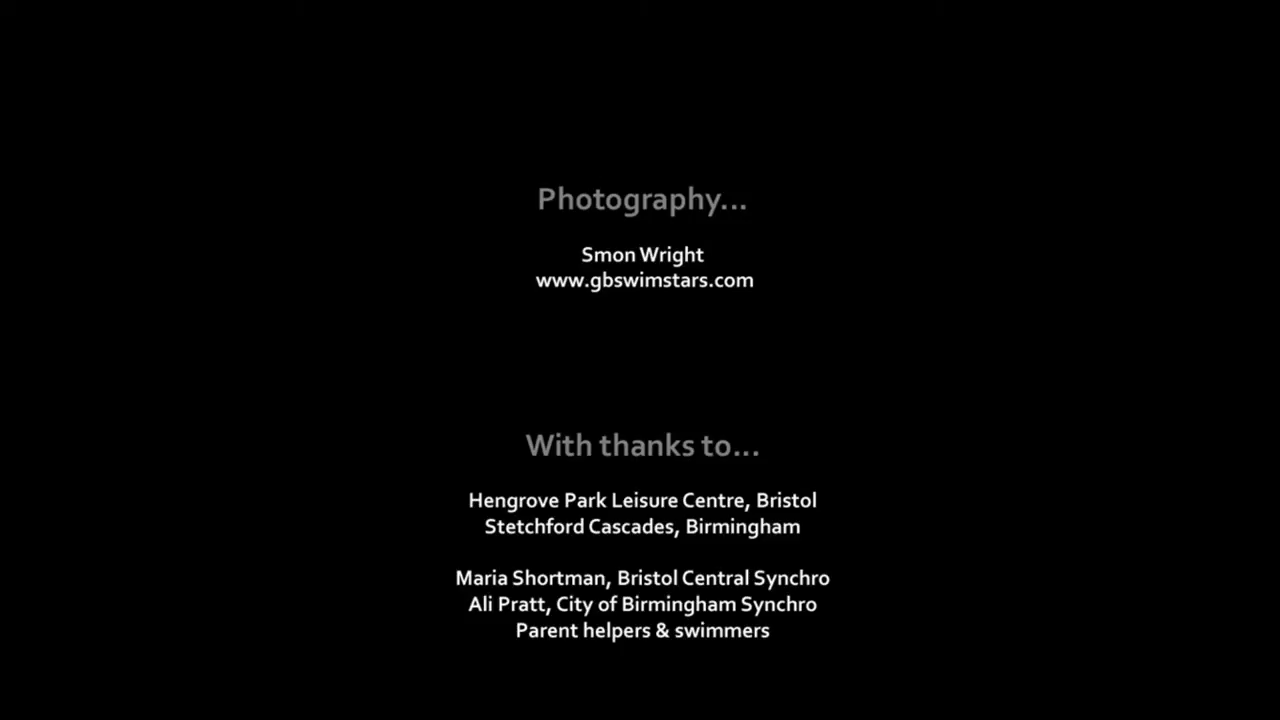 Photography...
Smon Wright
www.gbswimstars.com
With thanks to...
Hengrove Park Leisure Centre, Bristol
Stetchford Cascades, Birmingham
Maria Shortman, Bristol Central Synchro
Ali Pratt, City of Birmingham Synchro
Parent helpers & swimmers